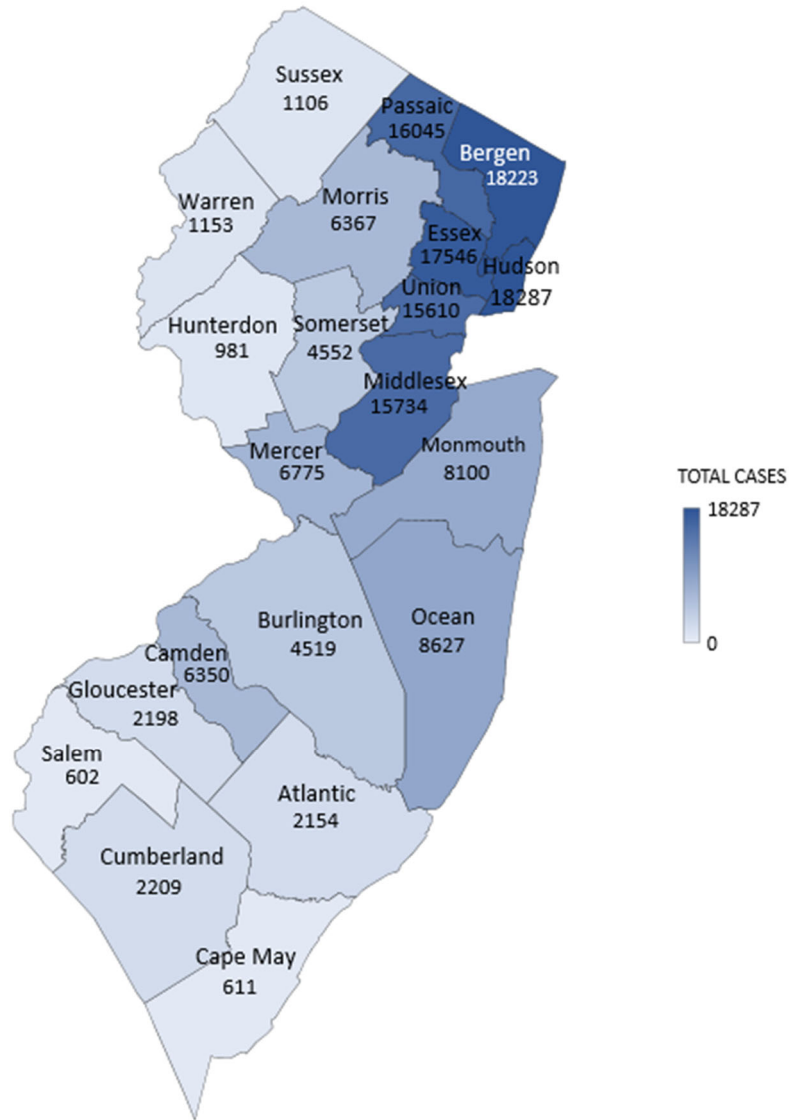 Sussex
1106
Passaic
16045
Bergen
18223
Warren
1153
Morris
6367
Essex
17546
Hudson
18287
Union
15610
Hunterdon
981
Somerset
4552
Middlesex
15734
Mercer
6775
Monmouth
8100
TOTAL CASES
18287
0
Burlington
4519
Ocean
8627
Camden
6350
Gloucester
2198
Salem
602
Atlantic
2154
Cumberland
2209
Cape May
611